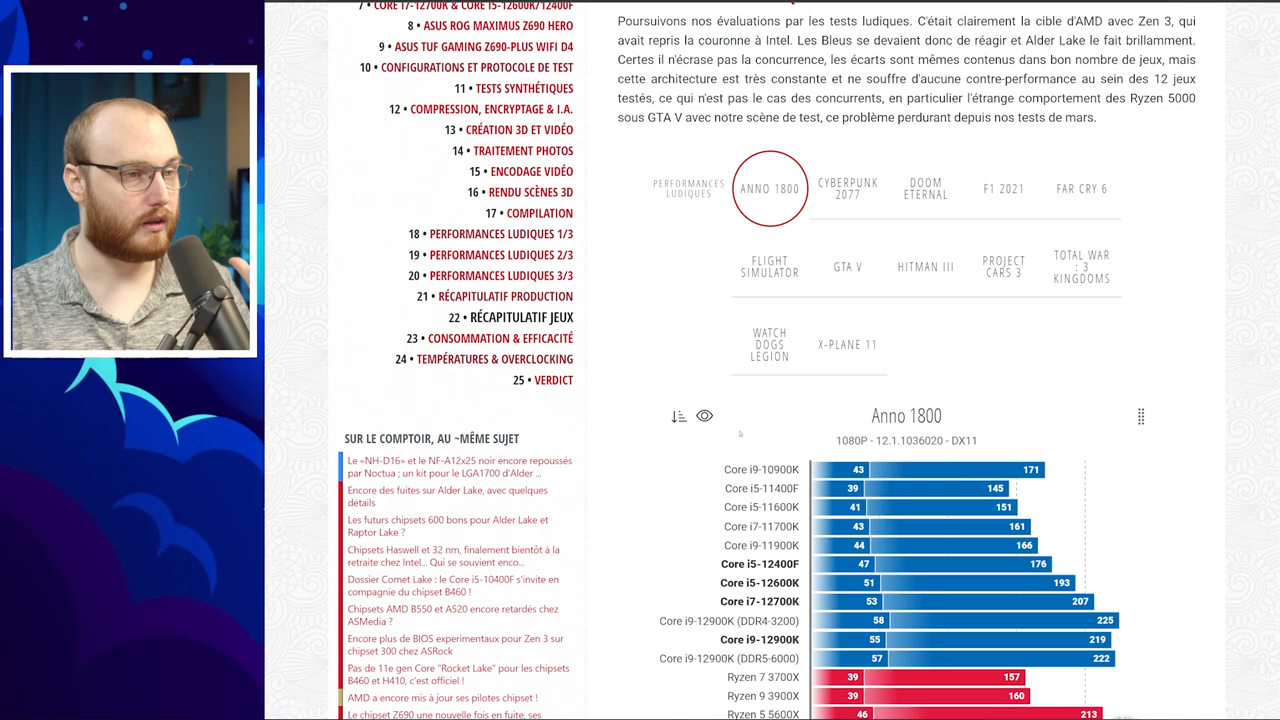 7 • CORE I7-12700K & CORE I5-12600K/12400F
8 • ASUS ROG MAXIMUS Z690 HERO
9 • ASUS TUF GAMING Z690-PLUS WIFI D4
10 • CONFIGURATIONS ET PROTOCOLE DE TEST
11 • TESTS SYNTHÉTIQUES
12 • COMPRESSION, ENCRYPTAGE & I.A.
13 • CRÉATION 3D ET VIDÉO
14 • TRAITEMENT PHOTOS
15 • ENCODAGE VIDÉO
16 • RENDU SCÈNES 3D
17 • COMPILATION
18 • PERFORMANCES LUDIQUES 1/3
19 • PERFORMANCES LUDIQUES 2/3
20 • PERFORMANCES LUDIQUES 3/3
21 • RÉCAPITULATIF PRODUCTION
22 • RÉCAPITULATIF JEUX
23 • CONSOMMATION & EFFICACITÉ
24 • TEMPÉRATURES & OVERCLOCKING
25 • VERDICT
SUR LE COMPTOIR, AU ~MÊME SUJET
Le «NH-D16» et le NF-A12x25 noir encore repoussés
par Noctua ; un kit pour le LGA1700 d'Alder ...
Encore des fuites sur Alder Lake, avec quelques
détails
Les futurs chipsets 600 bons pour Alder Lake et
Raptor Lake ?
Chipsets Haswell et 32 nm, finalement bientôt à la
retraite chez Intel... Qui se souvient enco...
Dossier Comet Lake : le Core i5-10400F s'invite en
compagnie du chipset B460 !
Chipsets AMD B550 et A520 encore retardés chez
ASMedia ?
Encore plus de BIOS experimentaux pour Zen 3 sur
chipset 300 chez ASRock
Pas de 11e gen Core "Rocket Lake" pour les chipsets
B460 et H410, c'est officiel !
AMD a encore mis à jour ses pilotes chipset !
Le chipset Z690 une nouvelle fois en fuite, ses
Poursuivons nos évaluations par les tests ludiques. C'était clairement la cible d'AMD avec Zen 3, qui
avait repris la couronne à Intel. Les Bleus se devaient donc de réagir et Alder Lake le fait brillamment.
Certes il n'écrase pas la concurrence, les écarts sont mêmes contenus dans bon nombre de jeux, mais
cette architecture est très constante et ne souffre d'aucune contre-performance au sein des 12 jeux
testés, ce qui n'est pas le cas des concurrents, en particulier l'étrange comportement des Ryzen 5000
sous GTA V avec notre scène de test, ce problème perdurant depuis nos tests de mars.
PERFORMANCES
LUDIQUES
ANNO 1800
CYBERPUNK
2077
DOOM
ETERNAL
F1 2021
FAR CRY 6
FLIGHT
SIMULATOR
GTA V
HITMAN III
PROJECT
CARS 3
TOTAL WAR
: 3
KINGDOMS
WATCH
DOGS
LEGION
X-PLANE 11
Anno 1800
1080P - 12.1.1036020 - DX11
Core i9-10900K 43 171
Core i5-11400F 39 145
Core i5-11600K 41 151
Core i7-11700K 43 161
Core i9-11900K 44 166
Core i5-12400F 47 176
Core i5-12600K 51 193
Core i7-12700K 53 207
Core i9-12900K (DDR4-3200) 58 225
Core i9-12900K 55 219
Core i9-12900K (DDR5-6000) 57 222
Ryzen 7 3700X 39 157
Ryzen 9 3900X 39 160
Ryzen 5 5600X 46 213